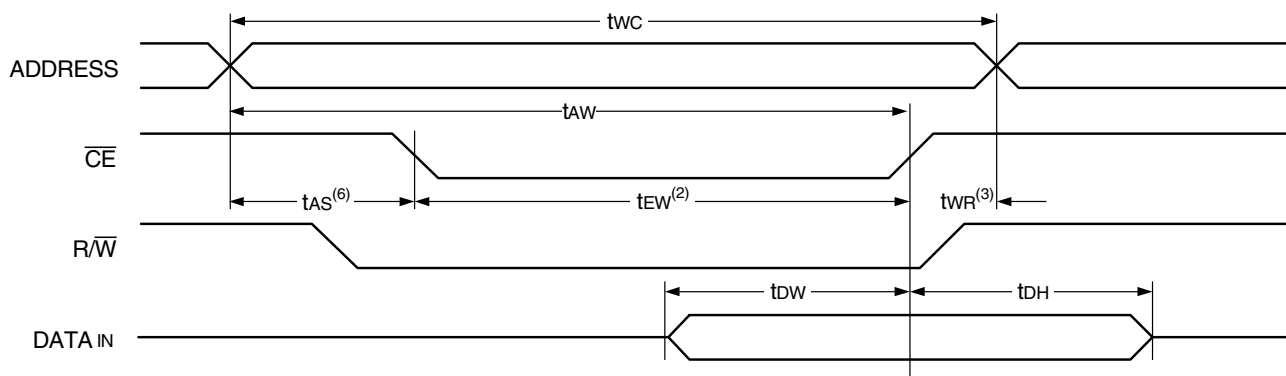 tWC
ADDRESS
tAW
CE
tAS(6)
tEW(2)
tWR(3)
R/W
tDW
tDH
DATA IN